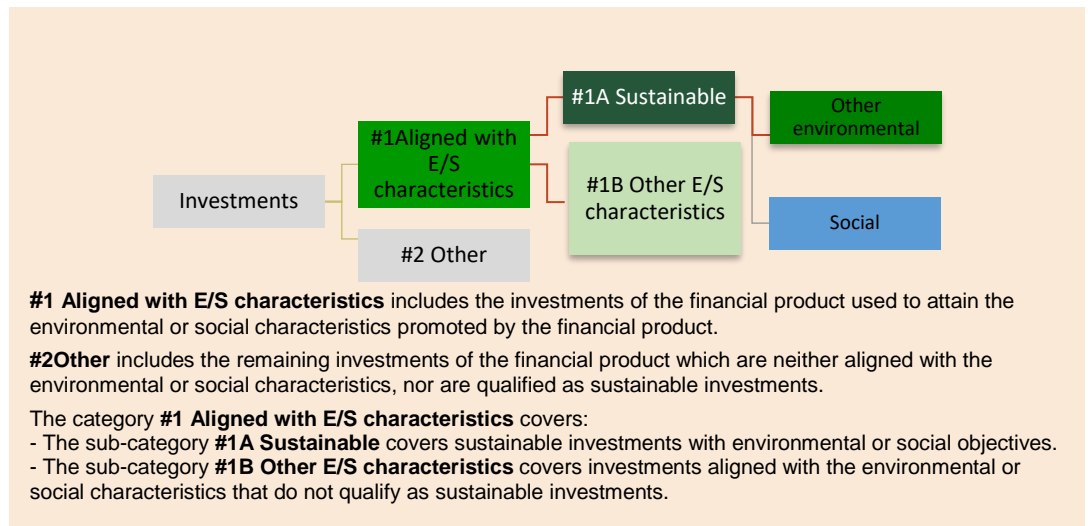 #1A Sustainable
Other
environmental
#1Aligned with
E/S
characteristics
#1B Other E/S
characteristics
Investments
Social
#2 Other
#1 Aligned with E/S characteristics includes the investments of the financial product used to attain the
environmental or social characteristics promoted by the financial product.
#2Other includes the remaining investments of the financial product which are neither aligned with the
environmental or social characteristics, nor are qualified as sustainable investments.
The category #1 Aligned with E/S characteristics covers:
- The sub-category #1A Sustainable covers sustainable investments with environmental or social objectives.
- The sub-category #1B Other E/S characteristics covers investments aligned with the environmental or
social characteristics that do not qualify as sustainable investments.